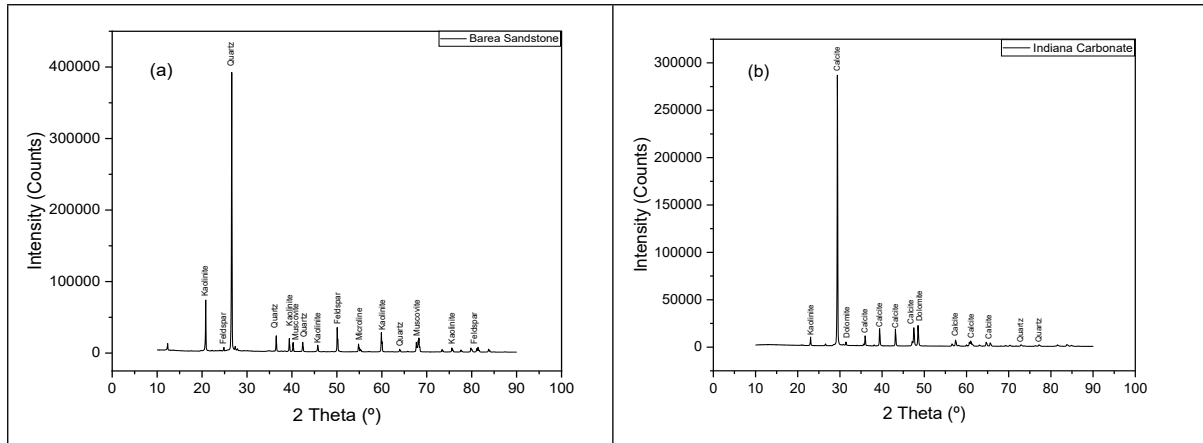 Barea Sandstone
(a)
Intensity (Counts)
400000
300000
200000
100000
0
Kaolinite
Feldspar
Quartz
Quartz
Kaolinite
Muscovite
Quartz
Kaolinite
Feldspar
Microline
Kaolinite
Quartz
Muscovite
Kaolinite
Feldspar
0 10 20 30 40 50 60 70 80 90 100
2 Theta (º)
Indiana Carbonate
(b)
Intensity (Counts)
300000
250000
200000
150000
100000
50000
0
Kaolinite
Calcite
Dolomite
Calcite
Calcite
Calcite
Calcite
Dolomite
Calcite
Calcite
Calcite
Quartz
Quartz
0 10 20 30 40 50 60 70 80 90 100
2 Theta (º)